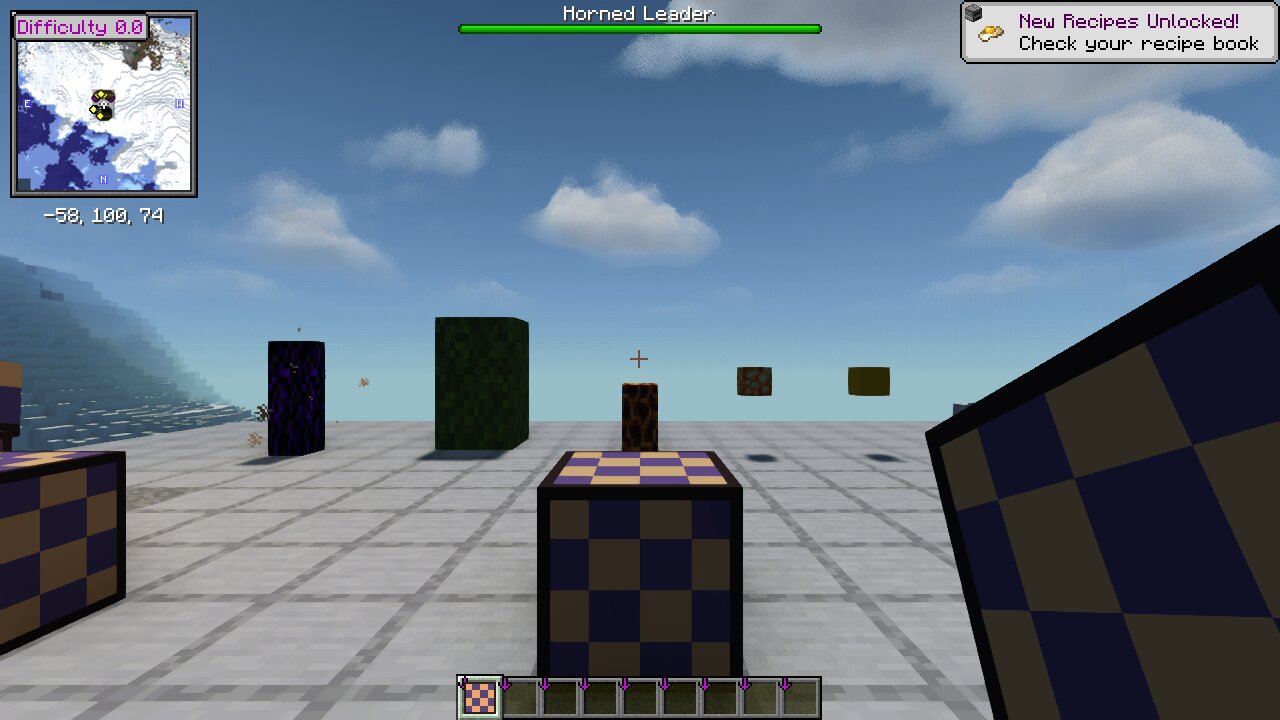 Difficulty 0.0
E
W
N
-58, 100, 74
Horned Leader
New Recipes Unlocked!
Check your recipe book